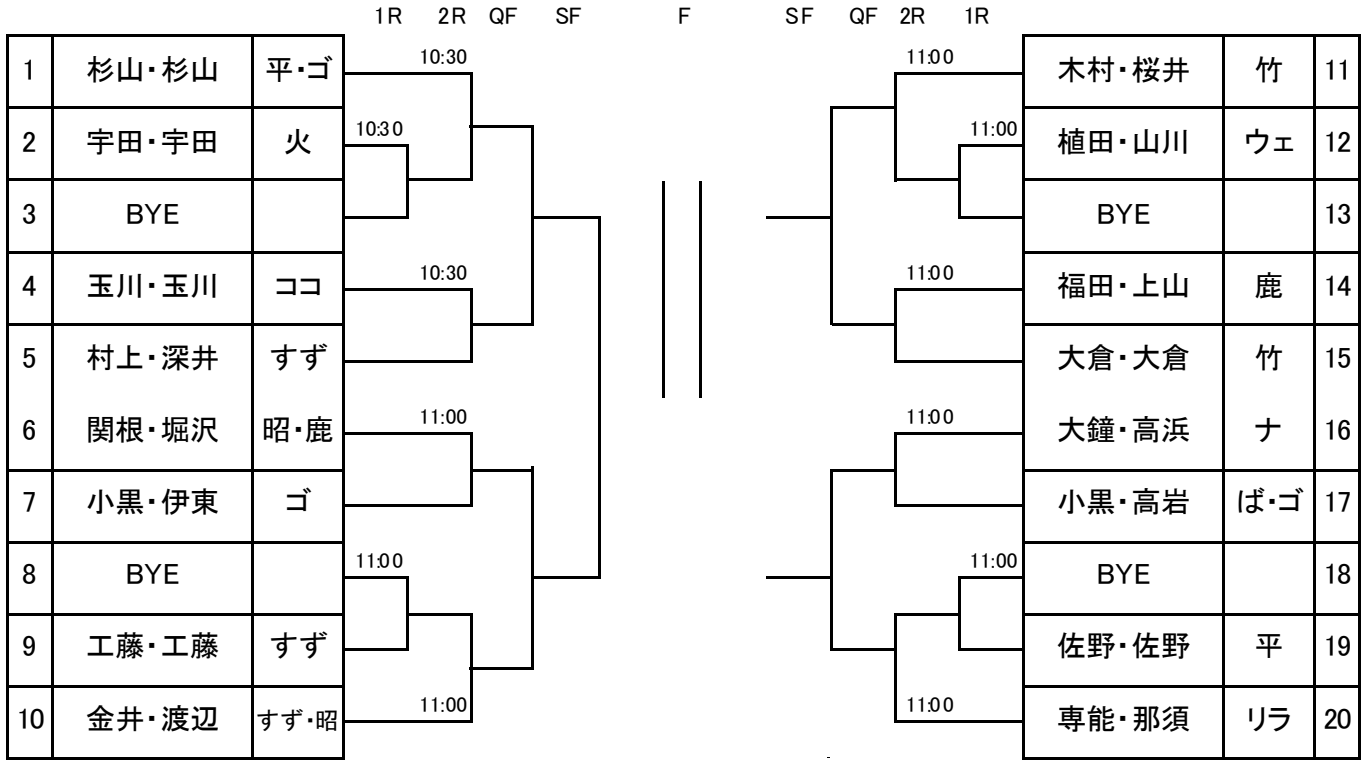 1R 2R QF SF F SF QF 2R 1R
10:30 11:00
1 杉山・杉山 平・ゴ 木村・桜井 竹 11
10:30 11:00
2 宇田・宇田 火 植田・山川 ウェ 12
3 BYE BYE 13
10:30 11:00
4 玉川・玉川 ココ 福田・上山 鹿 14
5 村上・深井 すず 大倉・大倉 竹 15
11:00 11:00
6 関根・堀沢 昭・鹿 大鐘・高浜 ナ 16
7 小黒・伊東 ゴ 小黒・高岩 ば・ゴ 17
11:00 11:00
8 BYE BYE 18
9 工藤・工藤 すず 佐野・佐野 平 19
11:00 11:00
10 金井・渡辺 すず・昭 専能・那須 リラ 20